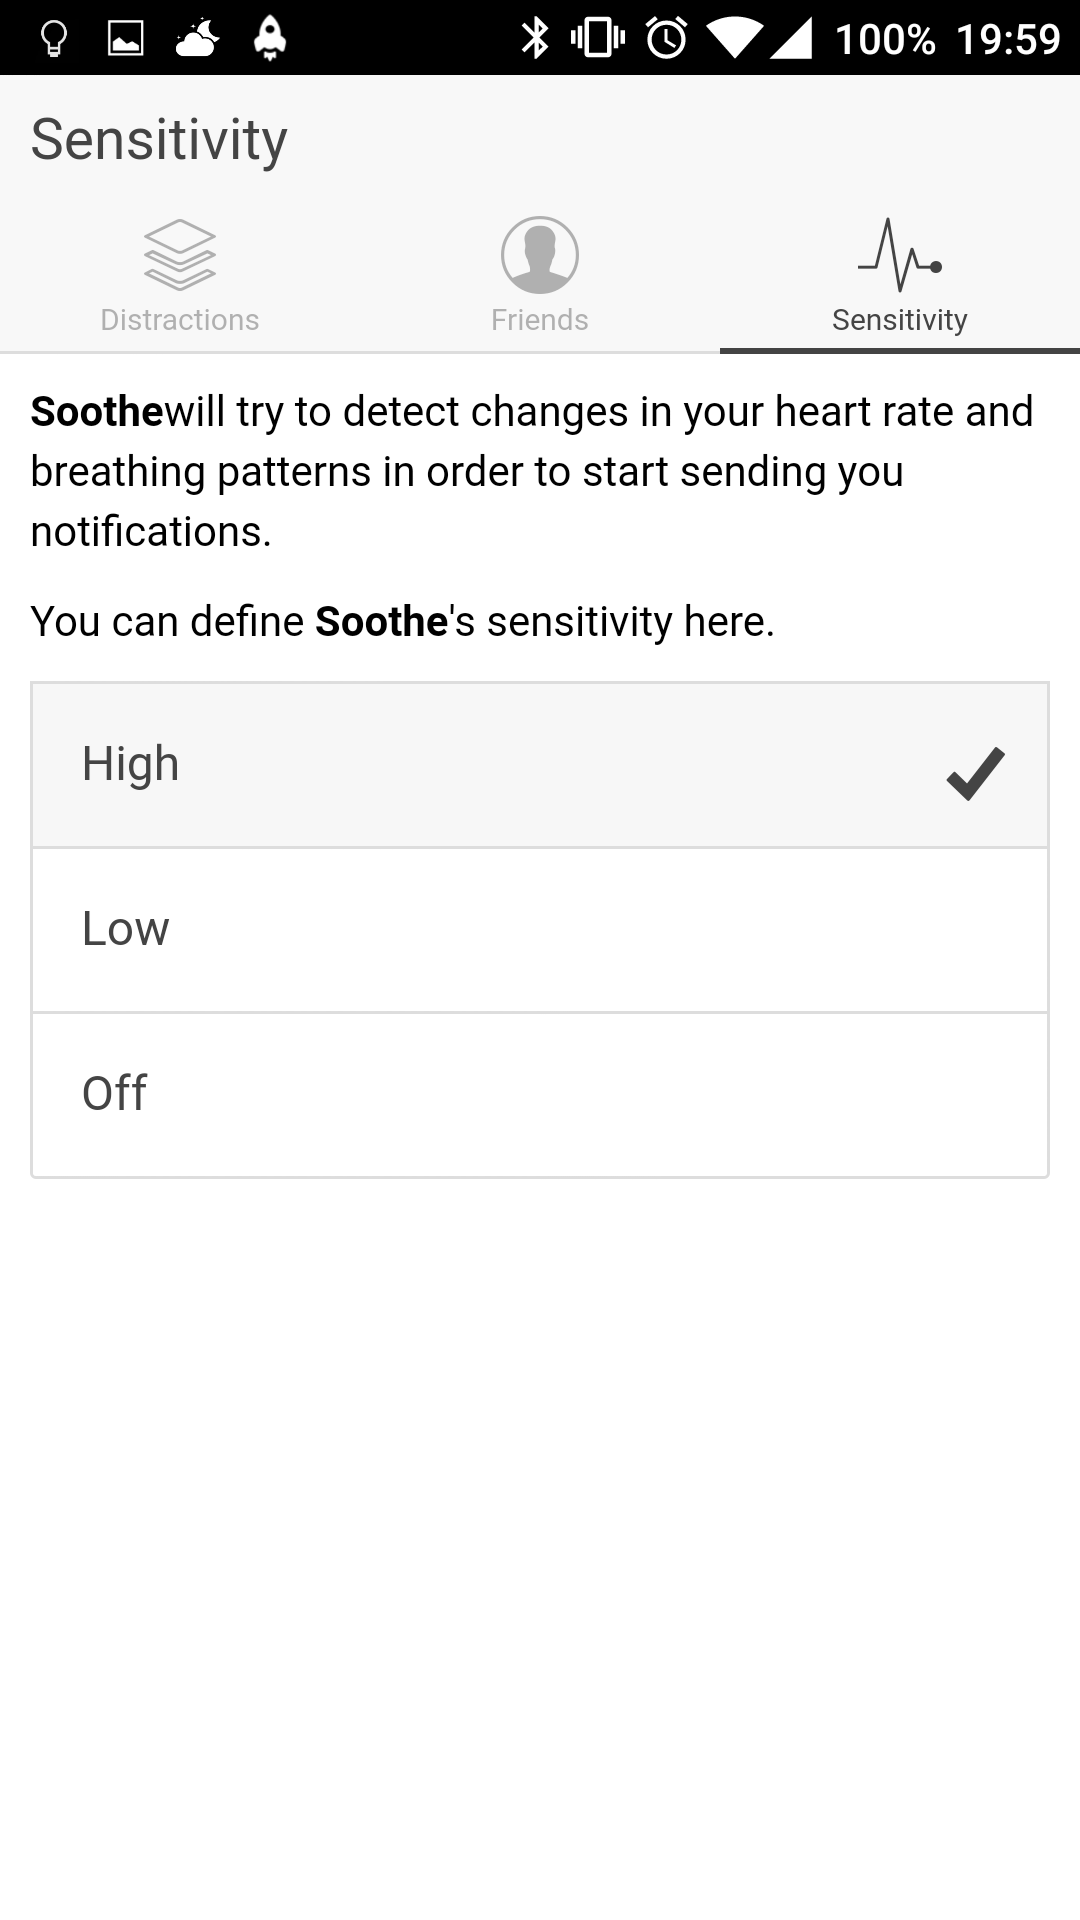 100% 19:59
Sensitivity
Distractions Friends Sensitivity
Soothewill try to detect changes in your heart rate and
breathing patterns in order to start sending you
notifications.
You can define Soothe's sensitivity here.
High
Low
Off